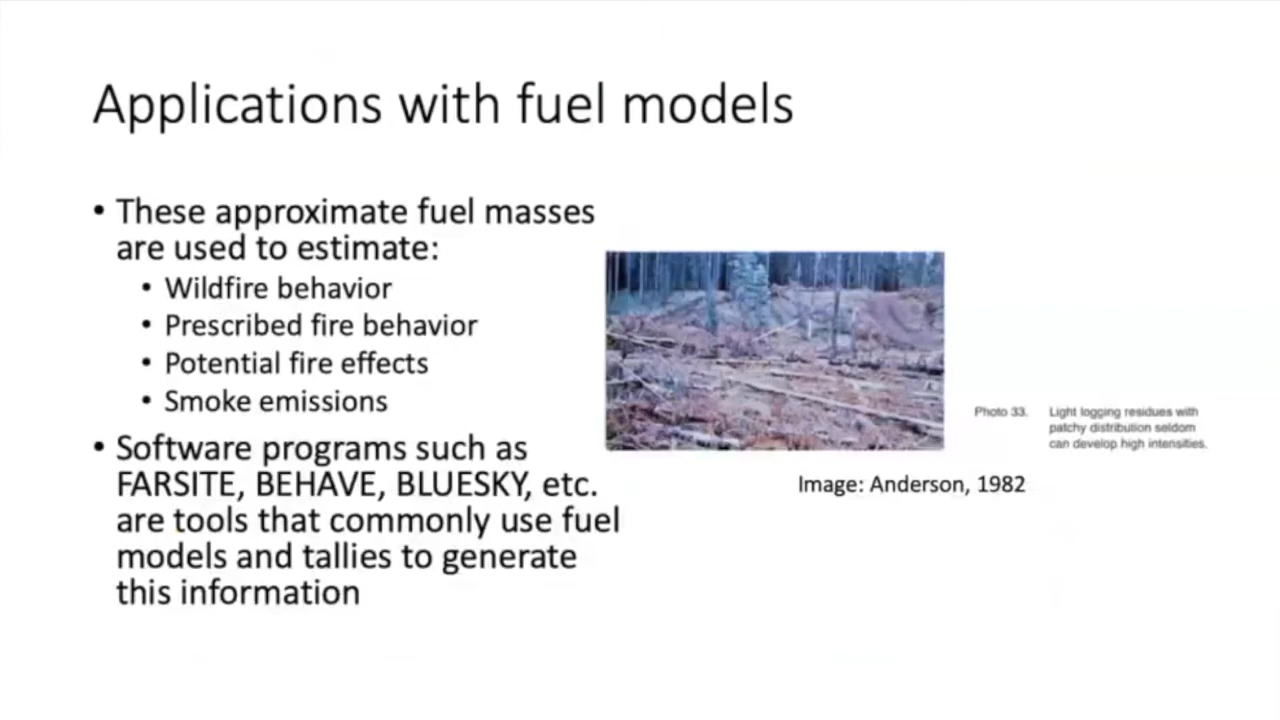 Applications with fuel models
• These approximate fuel masses
are used to estimate:
• Wildfire behavior
• Prescribed fire behavior
• Potential fire effects
• Smoke emissions
• Software programs such as
FARSITE, BEHAVE, BLUESKY, etc.
are tools that commonly use fuel
models and tallies to generate
this information
Photo 33. Light logging residues with
patchy distribution seldom
can develop high intensities.
Image: Anderson, 1982